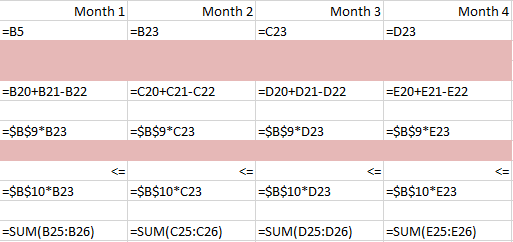 Month 1 Month 2 Month 3 Month 4
=B5 =B23 =C23 =D23
=B20+B21-B22 =C20+C21-C22 =D20+D21-D22 =E20+E21-E22
=$B$9*B23 =$B$9*C23 =$B$9*D23 =$B$9*E23
<= <= <= <=
=$B$10*B23 =$B$10*C23 =$B$10*D23 =$B$10*E23
=SUM(B25:B26) =SUM(C25:C26) =SUM(D25:D26) =SUM(E25:E26)